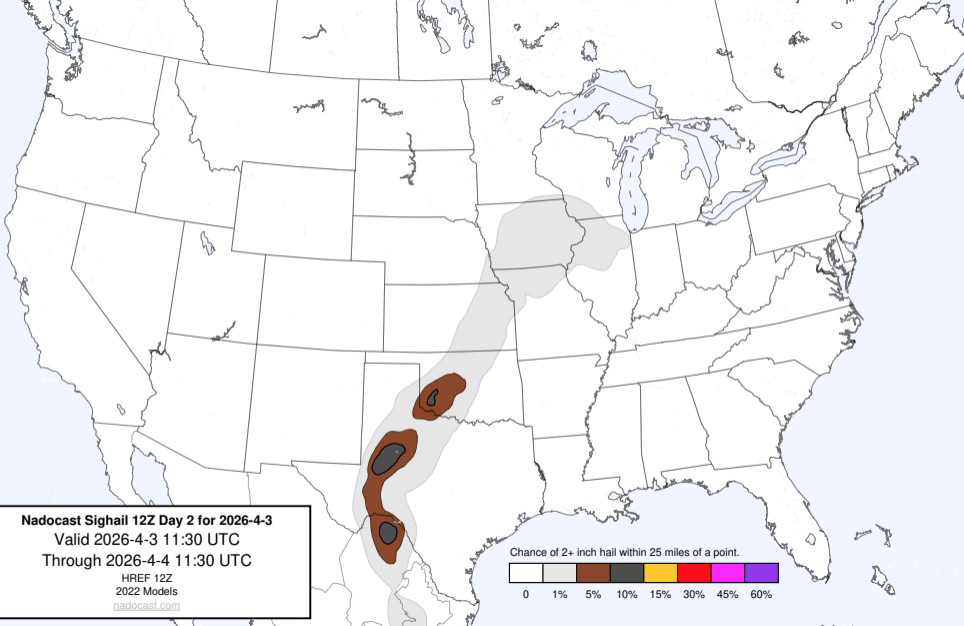 Nadocast Sighail 12Z Day 2 for 2026-4-3
Valid 2026-4-3 11:30 UTC
Through 2026-4-4 11:30 UTC
HREF 12Z
2022 Models
nadocast.com
Chance of 2+ inch hail within 25 miles of a point.
0 1% 5% 10% 15% 30% 45% 60%